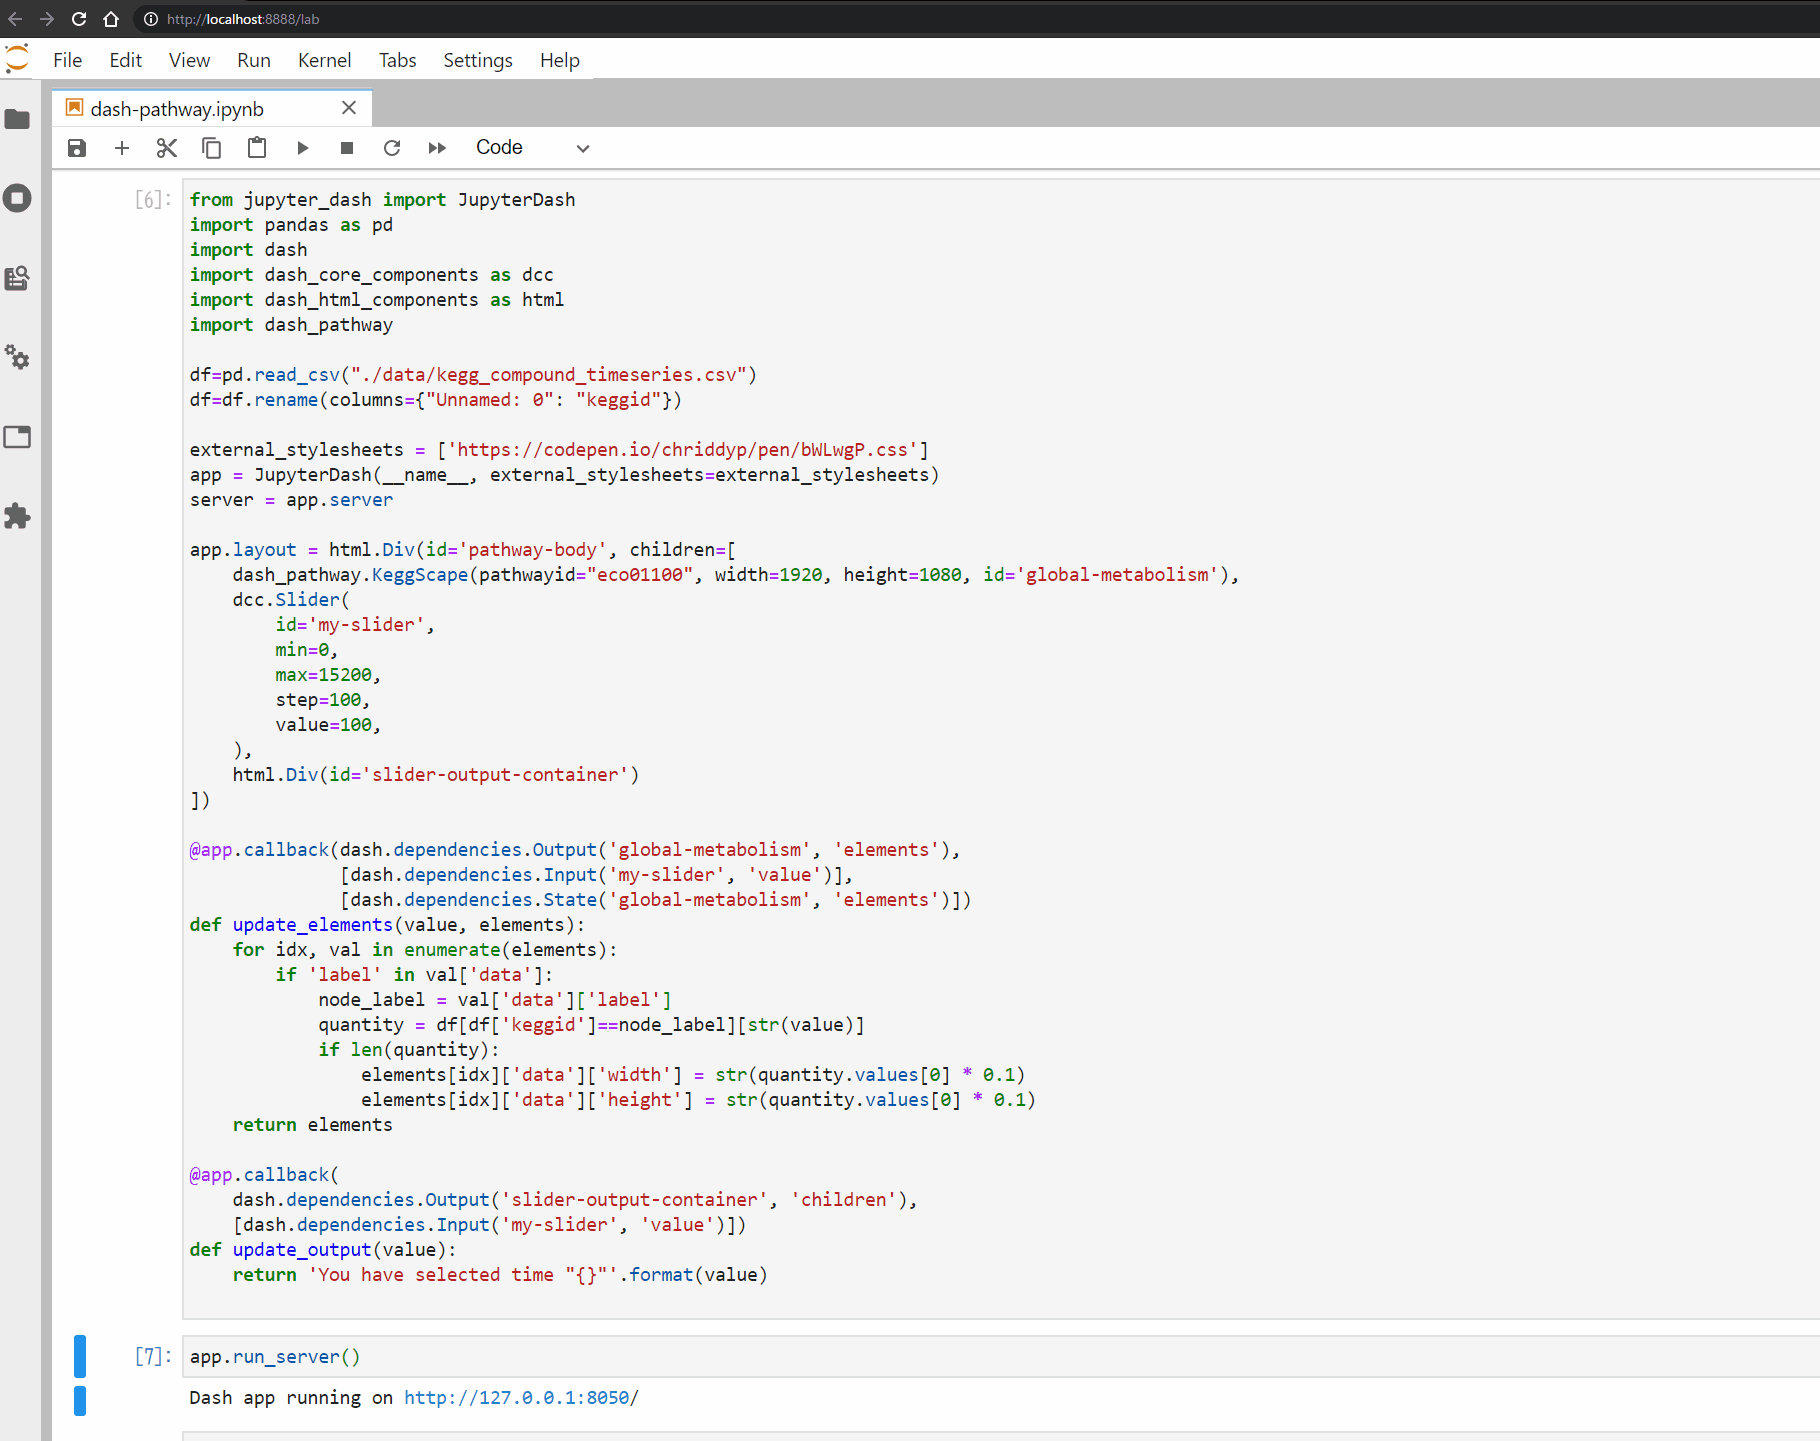 http://localhost:8888/lab
File Edit View Run Kernel Tabs Settings Help
dash-pathway.ipynb
Code
[6]:
from jupyter_dash import JupyterDash
import pandas as pd
import dash
import dash_core_components as dcc
import dash_html_components as html
import dash_pathway

df=pd.read_csv("./data/kegg_compound_timeseries.csv")
df=df.rename(columns={"Unnamed: 0": "keggid"})

external_stylesheets = ['https://codepen.io/chriddyp/pen/bWLwgP.css']
app = JupyterDash(__name__, external_stylesheets=external_stylesheets)
server = app.server

app.layout = html.Div(id='pathway-body', children=[
    dash_pathway.KeggScape(pathwayid="eco01100", width=1920, height=1080, id='global-metabolism'),
    dcc.Slider(
        id='my-slider',
        min=0,
        max=15200,
        step=100,
        value=100,
    ),
    html.Div(id='slider-output-container')
])

@app.callback(dash.dependencies.Output('global-metabolism', 'elements'),
              [dash.dependencies.Input('my-slider', 'value')],
              [dash.dependencies.State('global-metabolism', 'elements')])
def update_elements(value, elements):
    for idx, val in enumerate(elements):
        if 'label' in val['data']:
            node_label = val['data']['label']
            quantity = df[df['keggid']==node_label][str(value)]
            if len(quantity):
                elements[idx]['data']['width'] = str(quantity.values[0] * 0.1)
                elements[idx]['data']['height'] = str(quantity.values[0] * 0.1)
    return elements

@app.callback(
    dash.dependencies.Output('slider-output-container', 'children'),
    [dash.dependencies.Input('my-slider', 'value')])
def update_output(value):
    return 'You have selected time "{}"'.format(value)
[7]:
app.run_server()
Dash app running on http://127.0.0.1:8050/